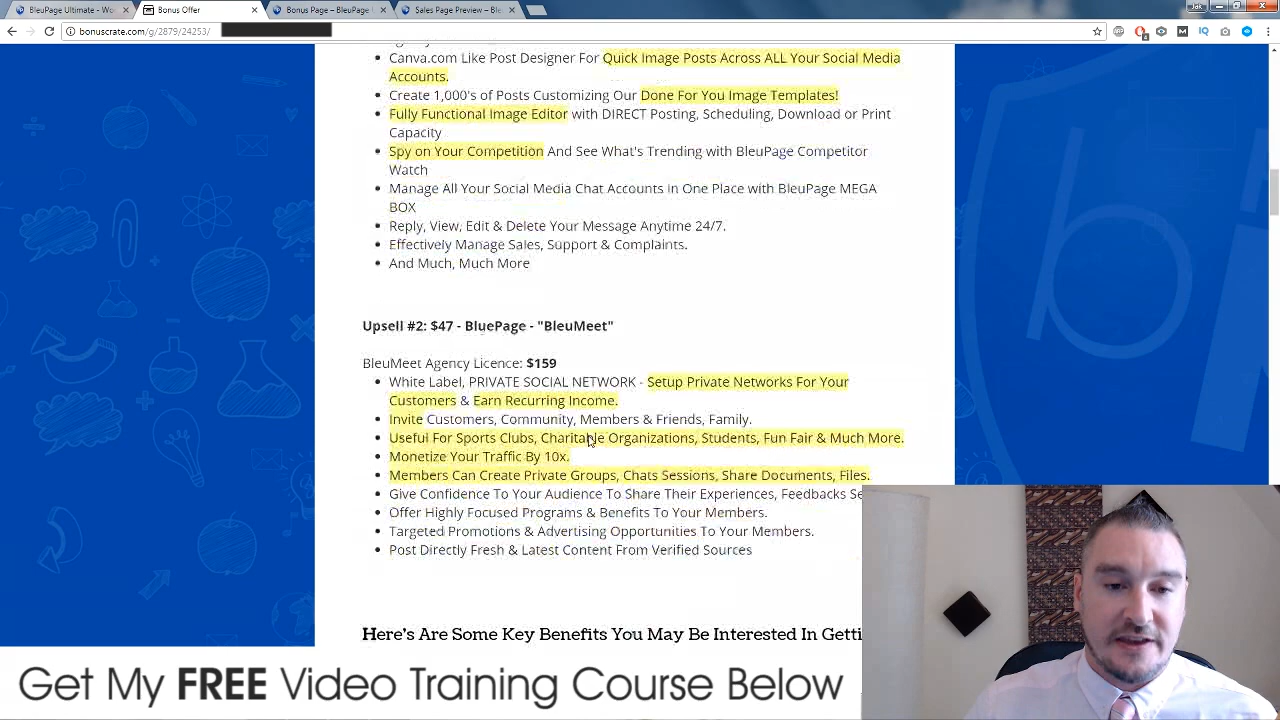 BleuPage Ultimate - Wo
Bonus Offer
Bonus Page – BleuPage U
Sales Page Preview – Ble
Jak
bonuscrate.com/g/2879/24253/
Canva.com Like Post Designer For Quick Image Posts Across ALL Your Social Media
Accounts.
Create 1,000's of Posts Customizing Our Done For You Image Templates!
Fully Functional Image Editor with DIRECT Posting, Scheduling, Download or Print
Capacity
Spy on Your Competition And See What's Trending with BleuPage Competitor
Watch
Manage All Your Social Media Chat Accounts in One Place with BleuPage MEGA
BOX
Reply, View, Edit & Delete Your Message Anytime 24/7.
Effectively Manage Sales, Support & Complaints.
And Much, Much More
Upsell #2: $47 - BluePage - "BleuMeet"
BleuMeet Agency Licence: $159
White Label, PRIVATE SOCIAL NETWORK - Setup Private Networks For Your
Customers & Earn Recurring Income.
Invite Customers, Community, Members & Friends, Family.
Useful For Sports Clubs, Charitable Organizations, Students, Fun Fair & Much More.
Monetize Your Traffic By 10x.
Members Can Create Private Groups, Chats Sessions, Share Documents, Files.
Give Confidence To Your Audience To Share Their Experiences, Feedbacks Se
Offer Highly Focused Programs & Benefits To Your Members.
Targeted Promotions & Advertising Opportunities To Your Members.
Post Directly Fresh & Latest Content From Verified Sources
Here's Are Some Key Benefits You May Be Interested In Getti
Get My FREE Video Training Course Below